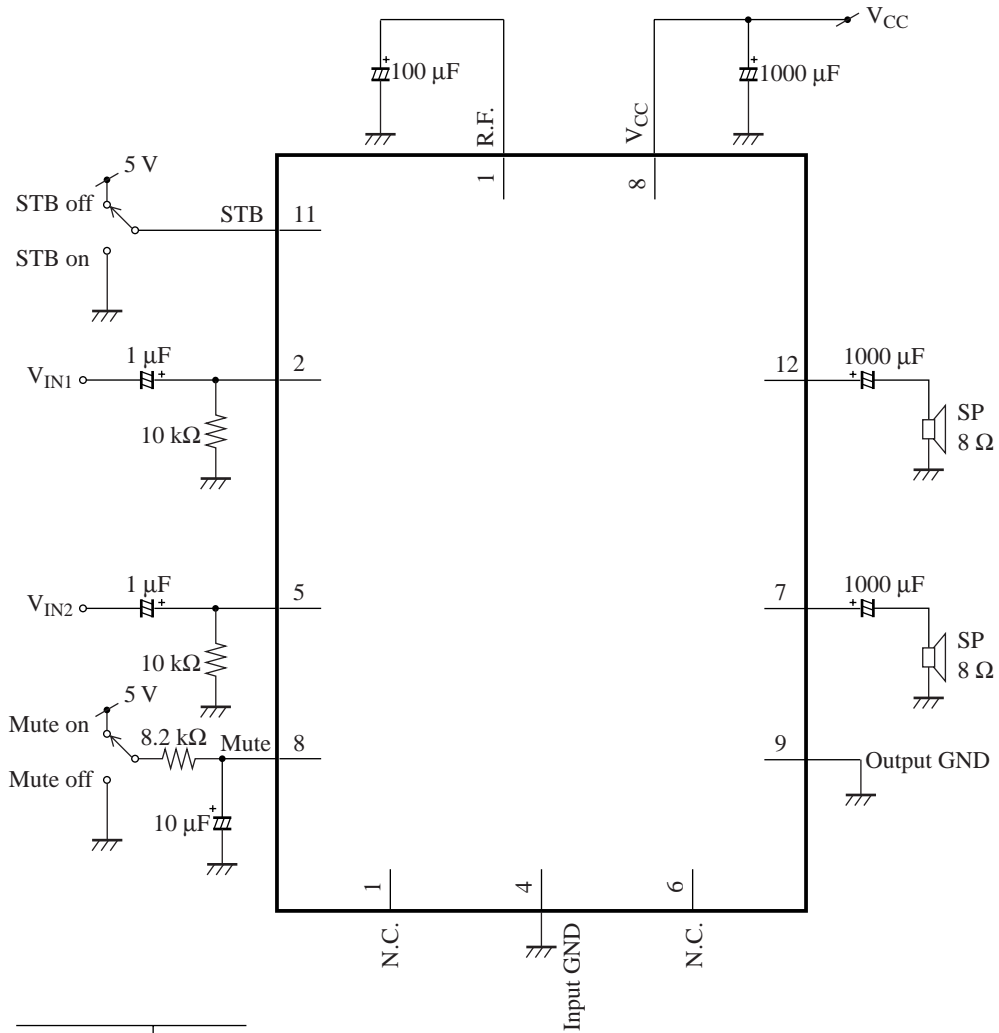 V_CC
100 µF
1000 µF
R.F.
V_CC
1
8
5 V
STB off
STB
11
STB on
1 µF
V_IN1
2
10 kΩ
12
1000 µF
SP
8 Ω
1 µF
V_IN2
5
10 kΩ
7
1000 µF
SP
8 Ω
5 V
Mute on
8.2 kΩ
Mute
8
Mute off
10 µF
9
Output GND
1
4
6
N.C.
Input GND
N.C.